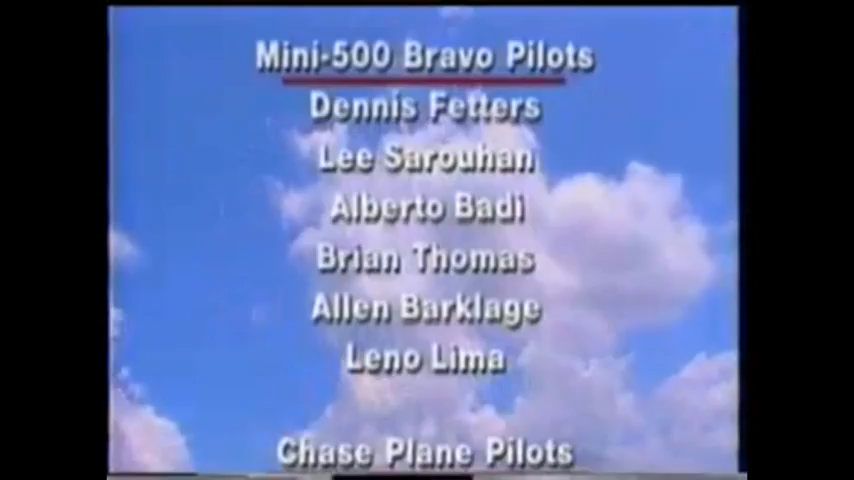 Mini-500 Bravo Pilots
Dennis Fetters
Lee Sarouhan
Alberto Badi
Brian Thomas
Allen Barklage
Leno Lima
Chase Plane Pilots